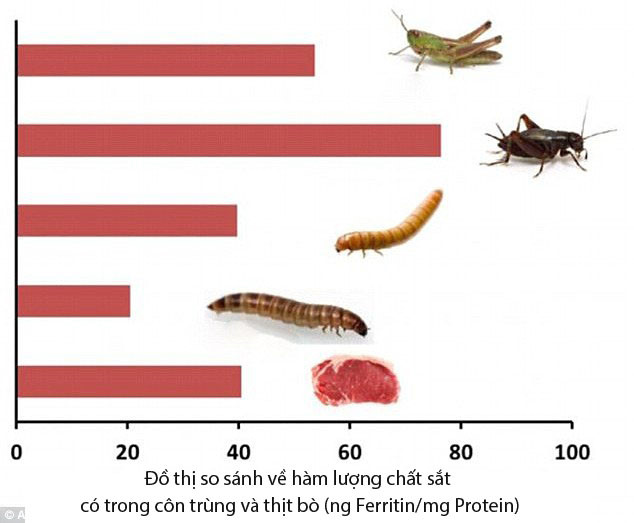 0 20 40 60 80 100
Đồ thị so sánh về hàm lượng chất sắt
có trong côn trùng và thịt bò (ng Ferritin/mg Protein)
© A